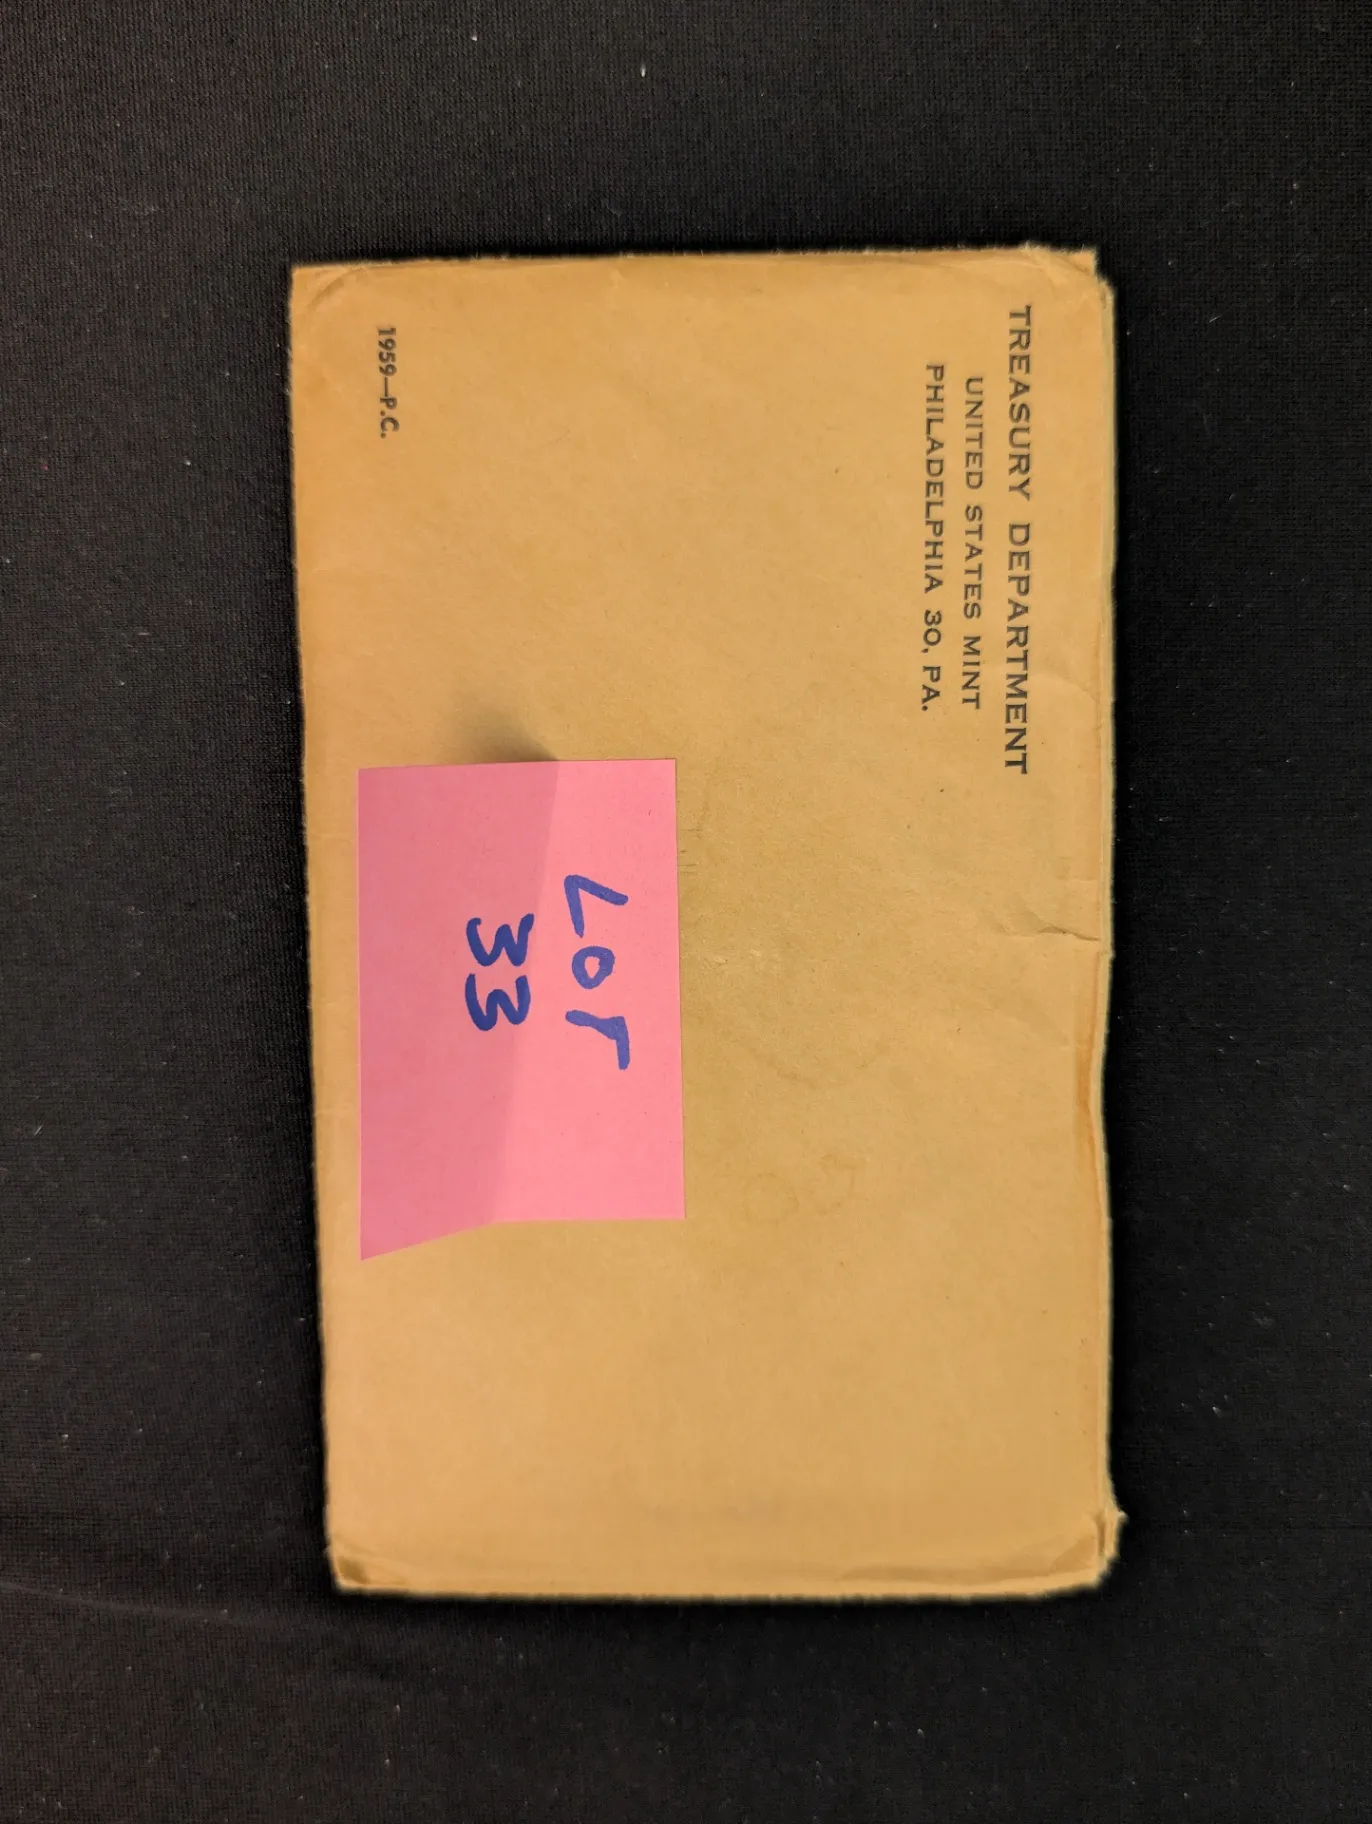 TREASURY DEPARTMENT
UNITED STATES MINT
PHILADELPHIA 30, PA.
LOT
33
1959—P.C.